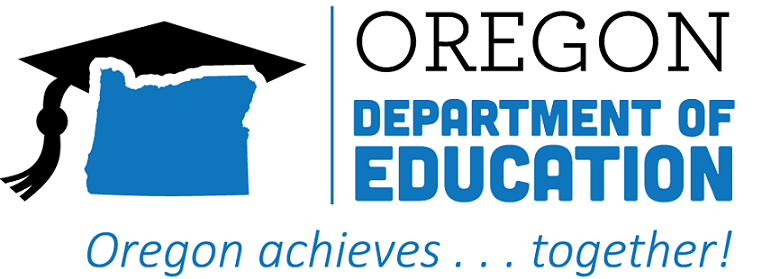 OREGON
DEPARTMENT OF
EDUCATION
Oregon achieves . . . together!